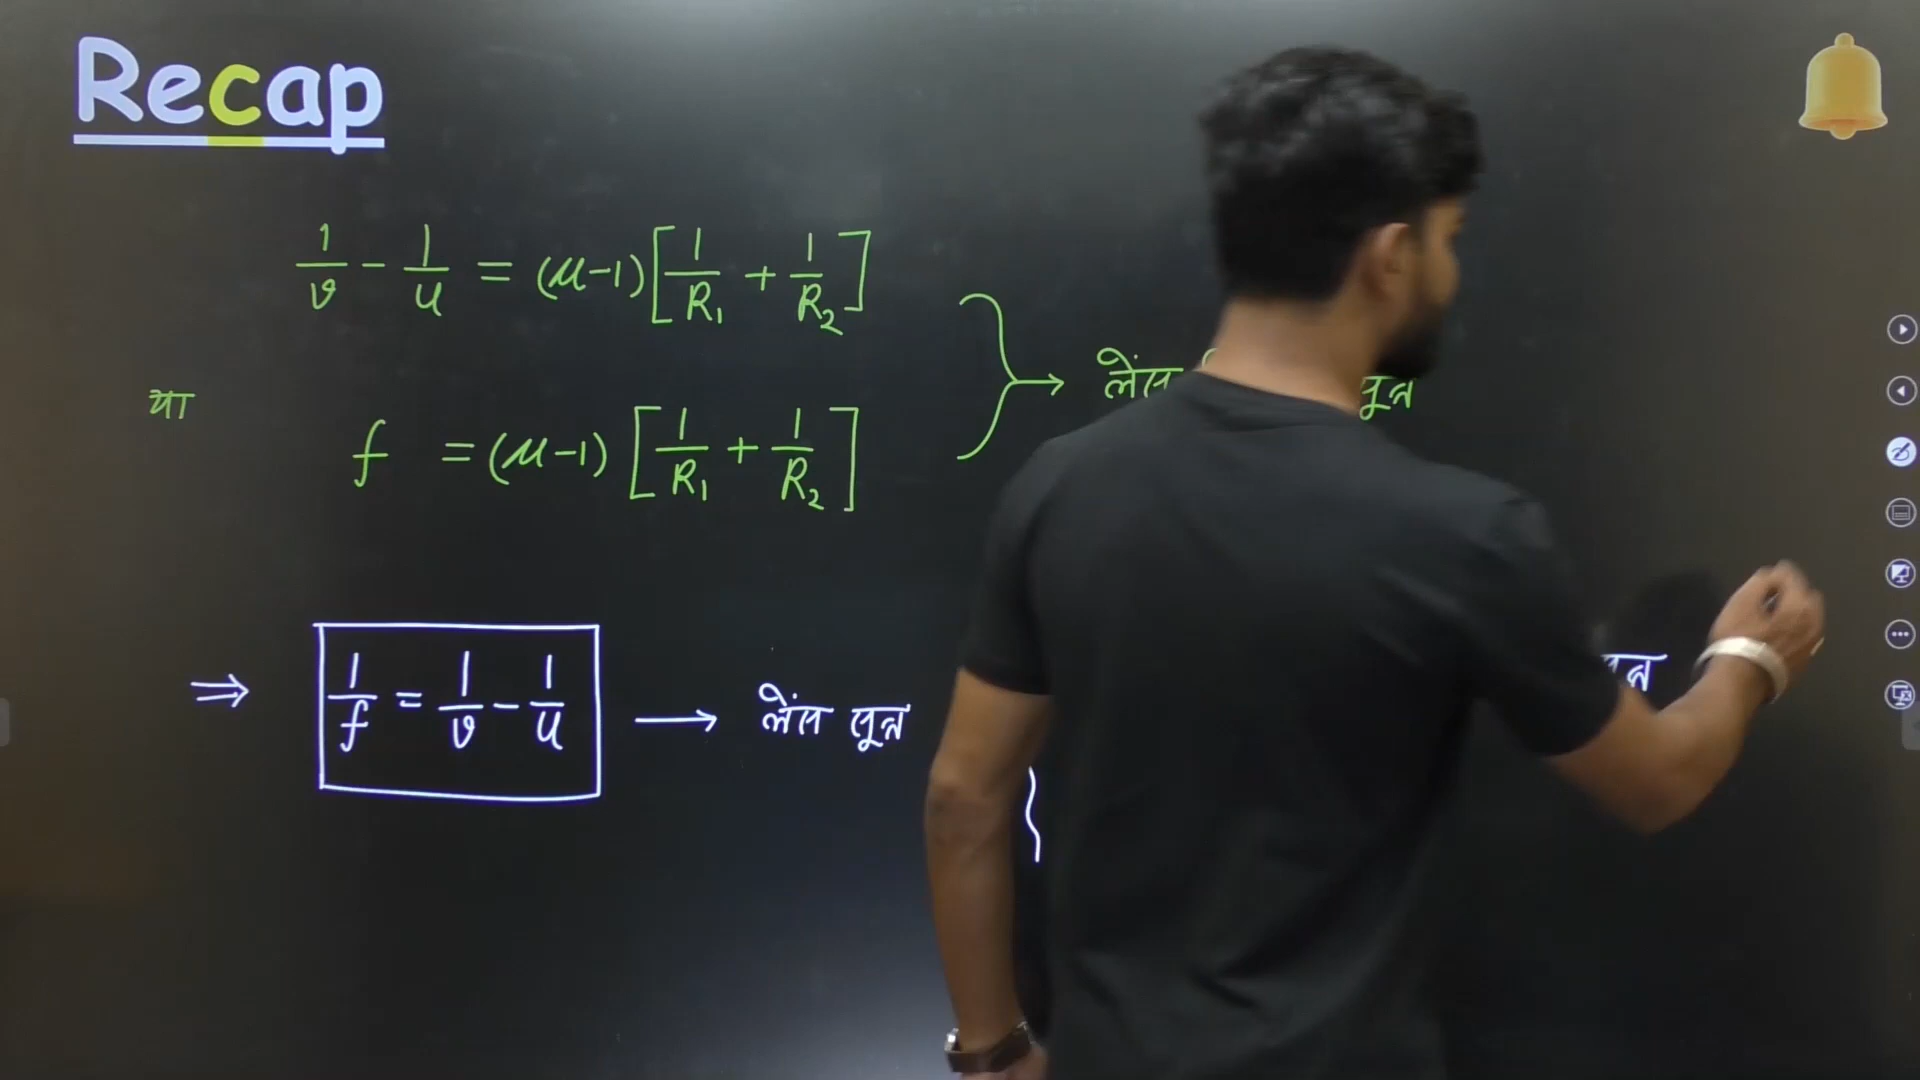 Recap
1/v - 1/u = (μ-1) [1/R₁ + 1/R₂]
लेंस सूत्र
या
f = (μ-1) [1/R₁ + 1/R₂]
⇒ 1/f = 1/v - 1/u → लेंस सूत्र